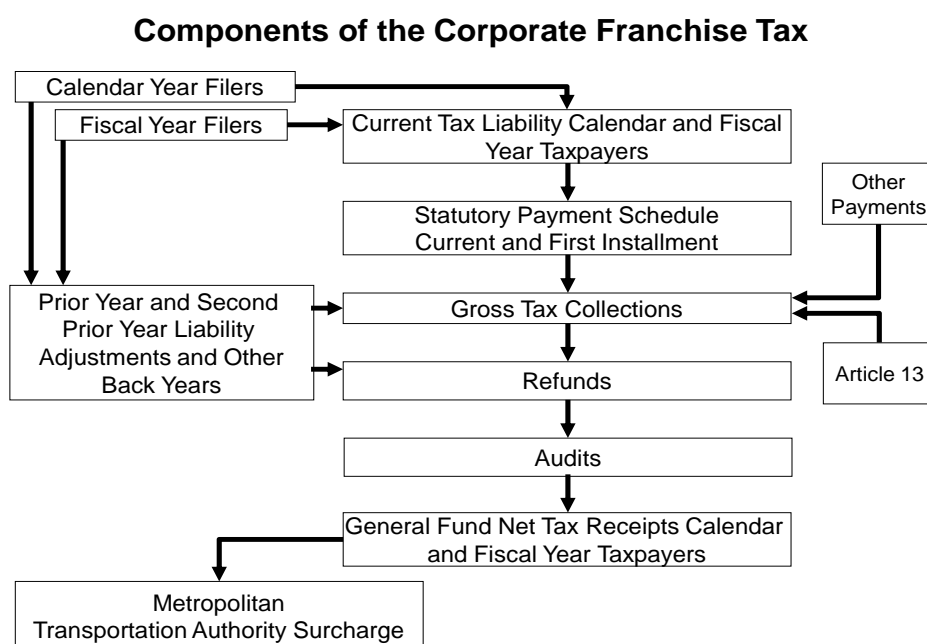 Components of the Corporate Franchise Tax
Calendar Year Filers
Fiscal Year Filers
Current Tax Liability Calendar and Fiscal
Year Taxpayers
Other
Payments
Statutory Payment Schedule
Current and First Installment
Prior Year and Second
Prior Year Liability
Adjustments and Other
Back Years
Gross Tax Collections
Refunds
Article 13
Audits
General Fund Net Tax Receipts Calendar
and Fiscal Year Taxpayers
Metropolitan
Transportation Authority Surcharge